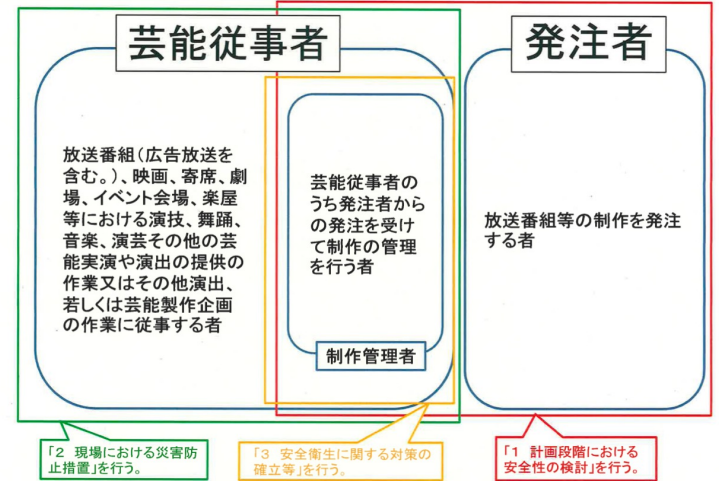 芸能従事者
発注者
放送番組(広告放送を
含む。)、映画、寄席、劇
場、イベント会場、楽屋
等における演技、舞踊、
音楽、演芸その他の芸
能実演や演出の提供の
作業又はその他演出、
若しくは芸能製作企画
の作業に従事する者
芸能従事者の
うち発注者から
の発注を受け
て制作の管理
を行う者
制作管理者
放送番組等の制作を発注
する者
「2 現場における災害防
止措置」を行う。
「3 安全衛生に関する対策の
確立等」を行う。
「1 計画段階における
安全性の検討」を行う。